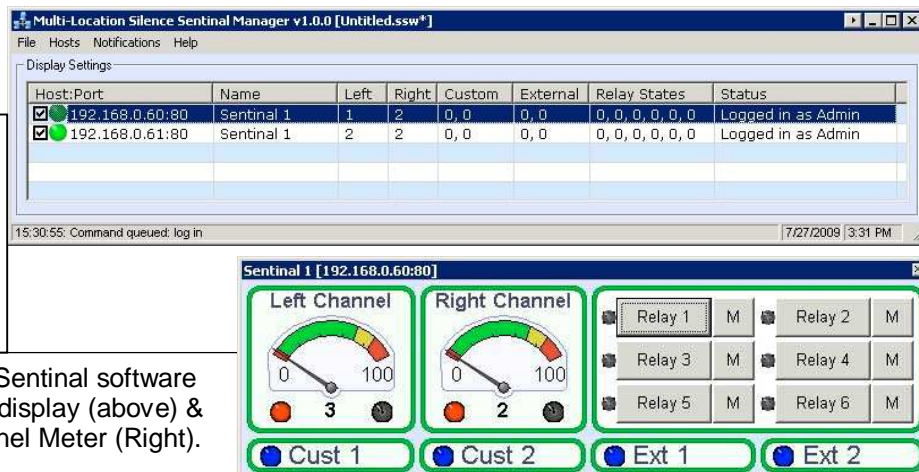 Multi-Location Silence Sentinal Manager v1.0.0 [Untitled.ssw*]
File Hosts Notifications Help
Display Settings
Host:Port Name Left Right Custom External Relay States Status
192.168.0.60:80 Sentinal 1 1 2 0, 0 0, 0 0, 0, 0, 0, 0, 0 Logged in as Admin
192.168.0.61:80 Sentinal 1 2 2 0, 0 0, 0 0, 0, 0, 0, 0, 0 Logged in as Admin
15:30:55: Command queued: log in 7/27/2009 3:31 PM
Sentinal 1 [192.168.0.60:80]
Left Channel Right Channel
Relay 1 M Relay 2 M
Relay 3 M Relay 4 M
0 100 0 100
3 2
Relay 5 M Relay 6 M
Cust 1 Cust 2 Ext 1 Ext 2
Sentinal software
display (above) &
nel Meter (Right).